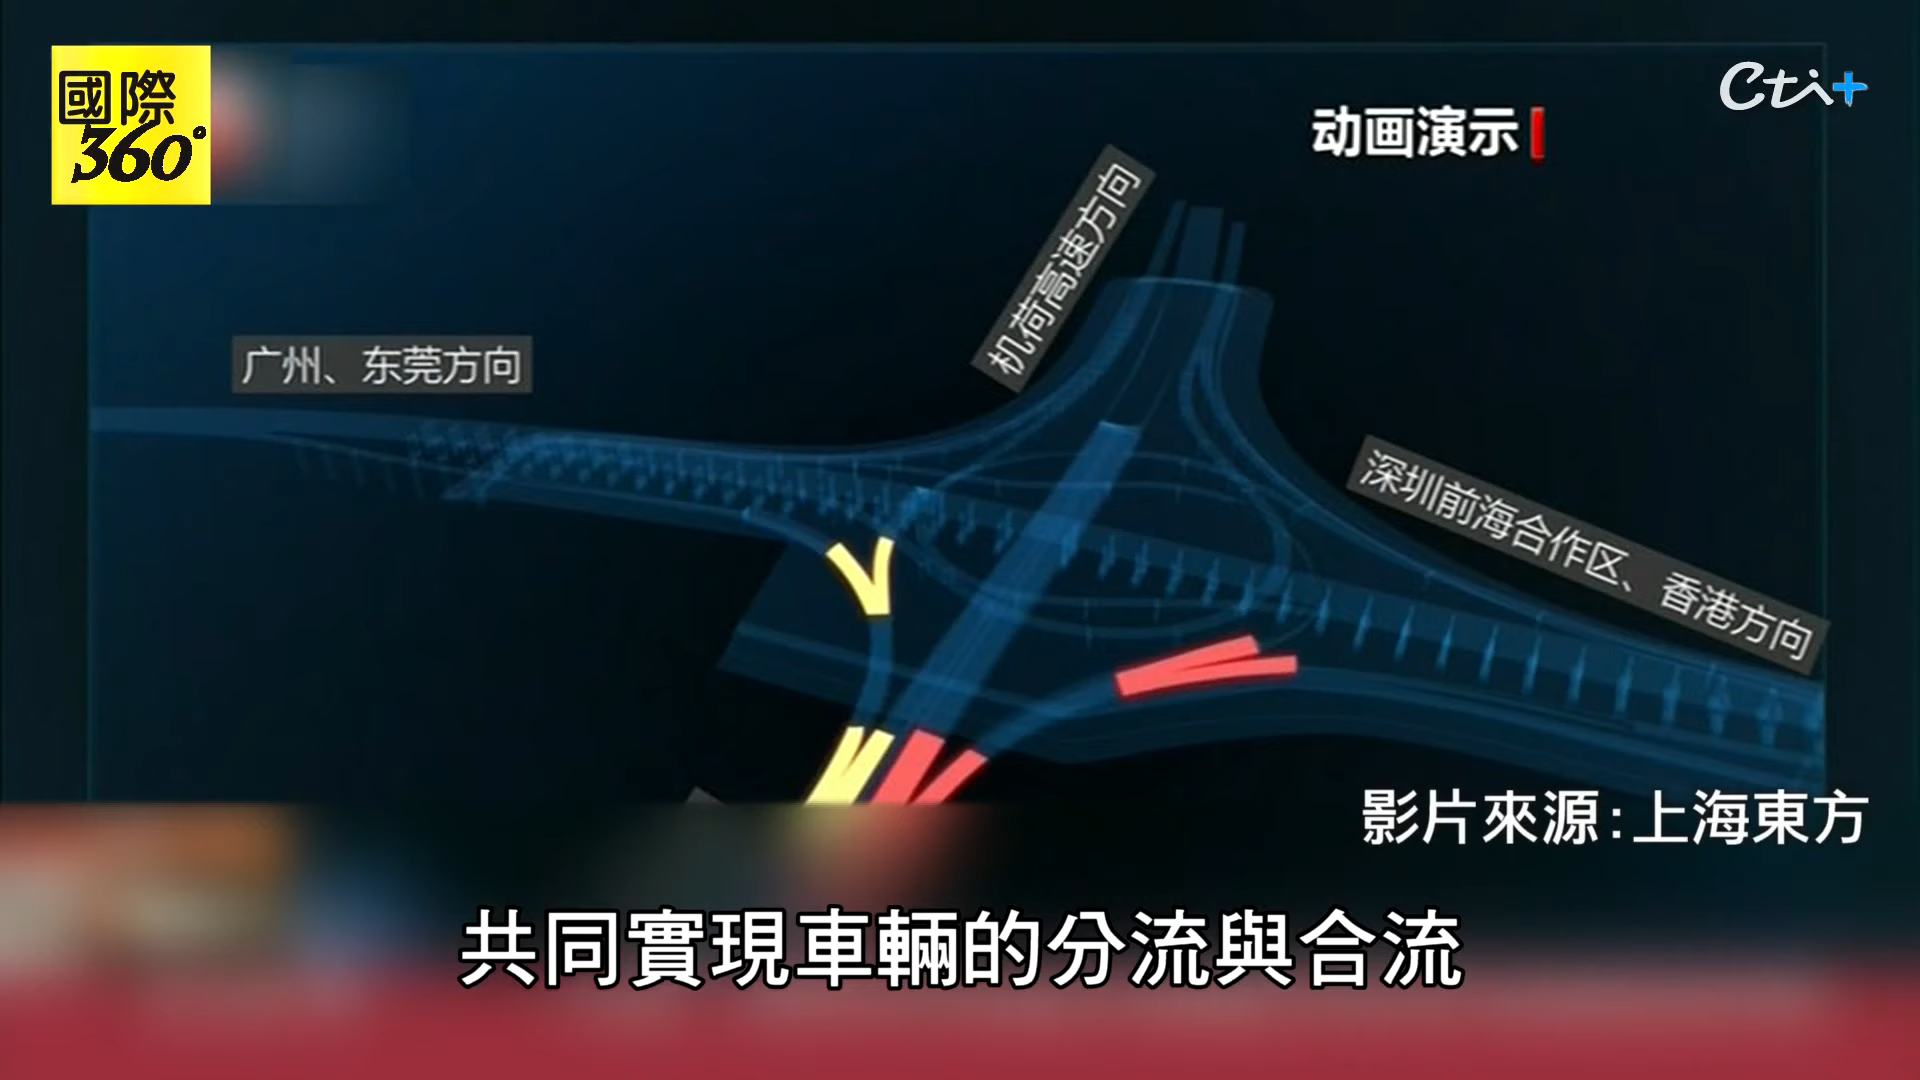 國際
360°
Cti+
动画演示
机荷高速方向
广州、东莞方向
深圳前海合作区、香港方向
影片來源:上海東方
共同實現車輛的分流與合流